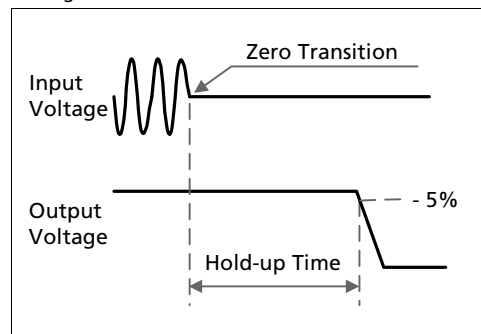 Zero Transition
Input
Voltage
Output
Voltage
- 5%
Hold-up Time